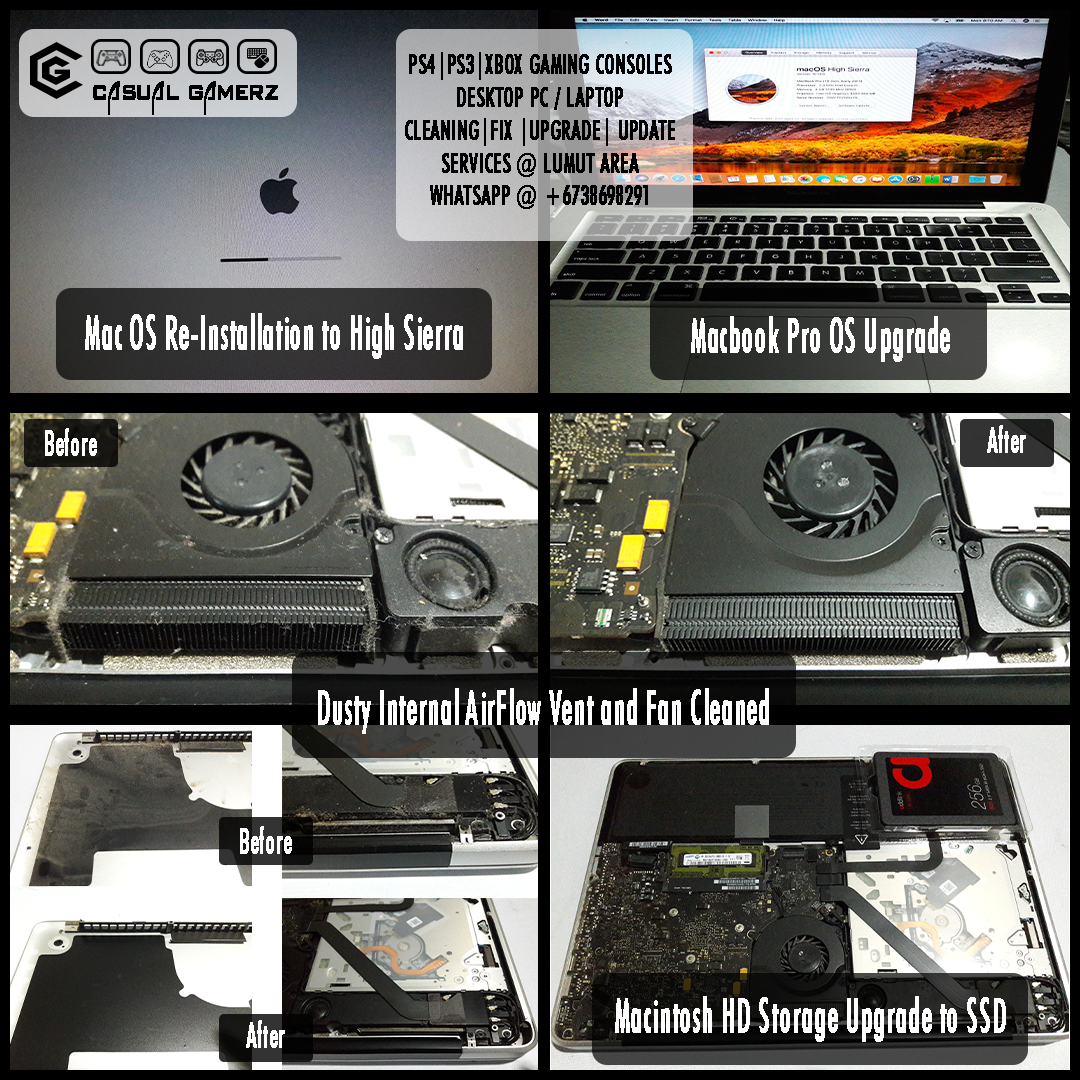 CASUAL GAMERZ
PS4|PS3|XBOX GAMING CONSOLES
DESKTOP PC / LAPTOP
CLEANING|FIX |UPGRADE| UPDATE
SERVICES @ LUMUT AREA
WHATSAPP @ +6738698291
macOS High Sierra
Mac OS Re-Installation to High Sierra
Macbook Pro OS Upgrade
Before
After
Dusty Internal AirFlow Vent and Fan Cleaned
Before
After
addlink
256GB
Macintosh HD Storage Upgrade to SSD